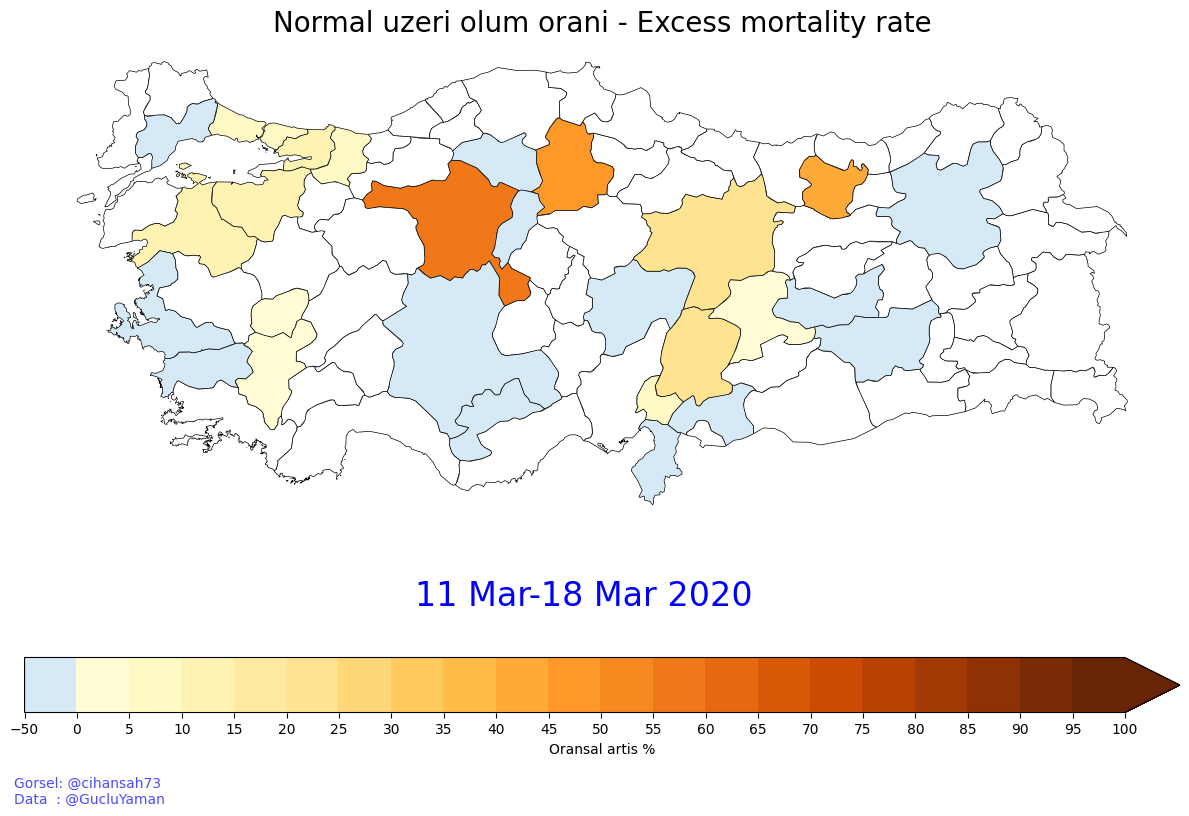 Normal uzeri olum orani - Excess mortality rate
11 Mar-18 Mar 2020
−50 0 5 10 15 20 25 30 35 40 45 50 55 60 65 70 75 80 85 90 95 100
Oransal artis %
Gorsel: @cihansah73
Data : @GucluYaman